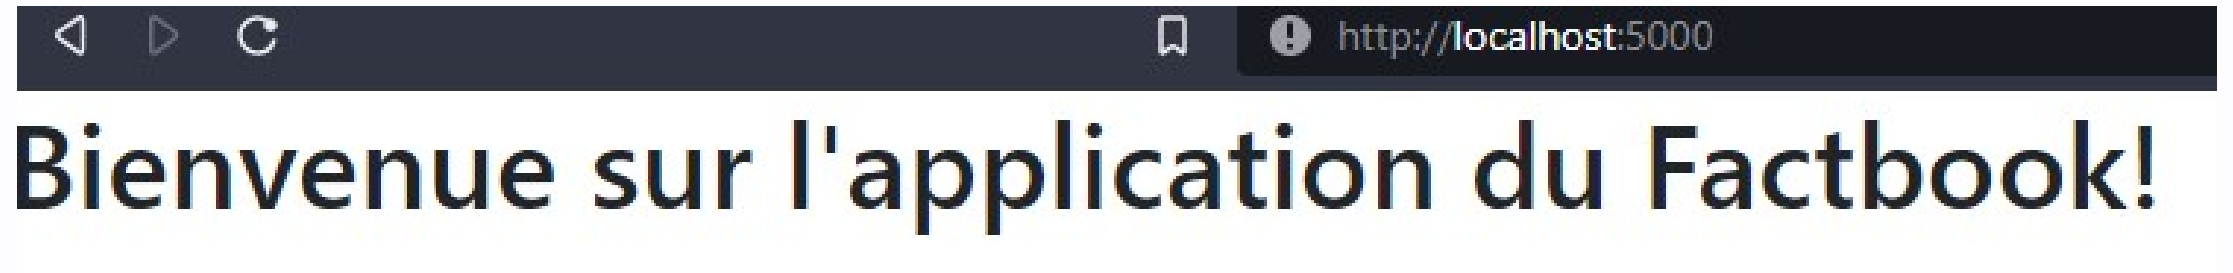 http://localhost:5000
Bienvenue sur l'application du Factbook!